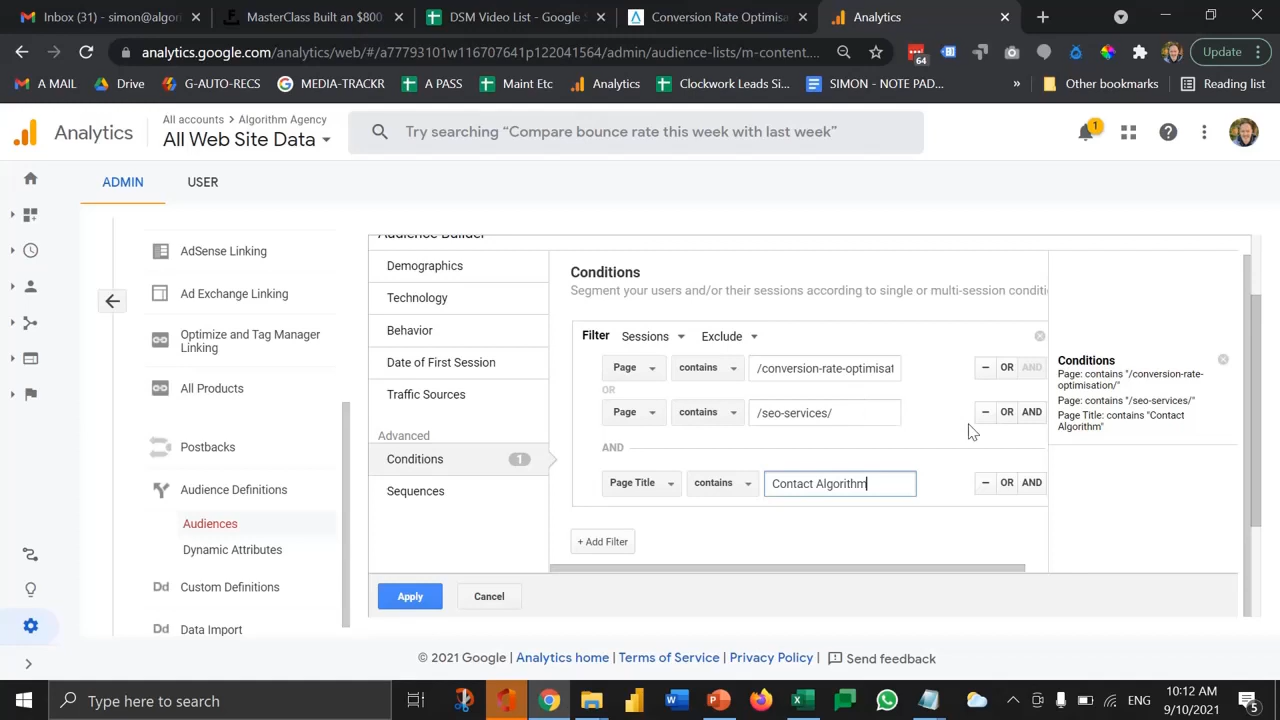 Inbox (31) - simon@algor
MasterClass Built an $800
DSM Video List - Google S
Conversion Rate Optimisa
Analytics
analytics.google.com/analytics/web/#/a77793101w116707641p122041564/admin/audience-lists/m-content...
64
Update
A MAIL
Drive
G-AUTO-RECS
MEDIA-TRACKR
A PASS
Maint Etc
Analytics
Clockwork Leads Si...
SIMON - NOTE PAD...
»
Other bookmarks
Reading list
Analytics
All accounts > Algorithm Agency
All Web Site Data
Try searching “Compare bounce rate this week with last week”
1
ADMIN
USER
AdSense Linking
Ad Exchange Linking
Optimize and Tag Manager
Linking
All Products
Postbacks
Audience Definitions
Audiences
Dynamic Attributes
Dd Custom Definitions
Dd Data Import
Audience Builder
Demographics
Technology
Behavior
Date of First Session
Traffic Sources
Advanced
Conditions 1
Sequences
Conditions
Segment your users and/or their sessions according to single or multi-session conditi
Filter Sessions Exclude
Page contains /conversion-rate-optimisat – OR AND
OR
Page contains /seo-services/ – OR AND
AND
Page Title contains Contact Algorithm – OR AND
+ Add Filter
Conditions
Page: contains "/conversion-rate-
optimisation/"
Page: contains "/seo-services/"
Page Title: contains "Contact
Algorithm"
Apply
Cancel
© 2021 Google | Analytics home | Terms of Service | Privacy Policy | Send feedback
Type here to search
ENG
10:12 AM
9/10/2021
5